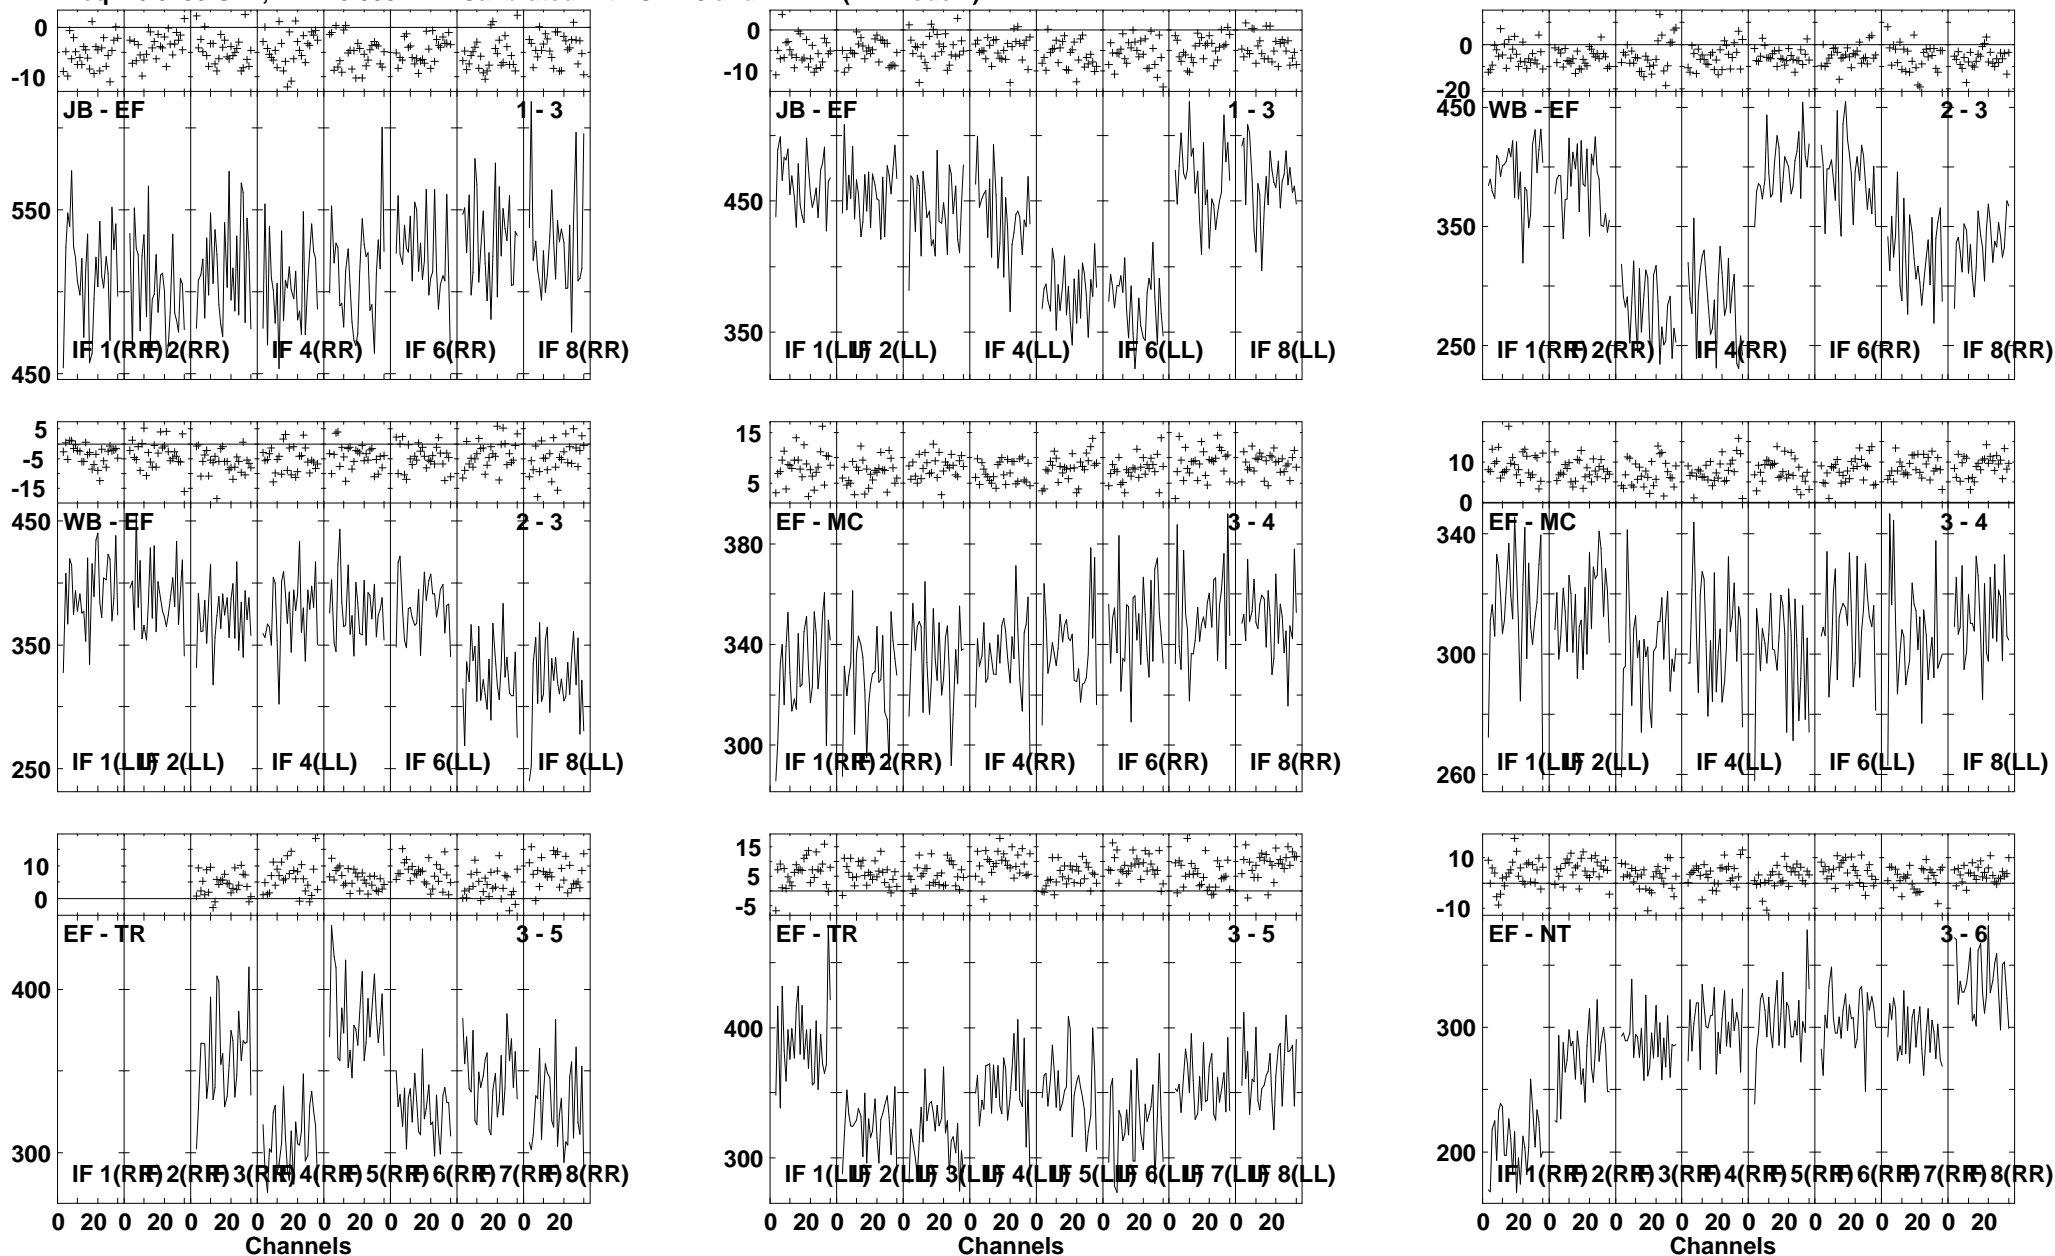 0 0 0
-10 -10 -20
JB - EF 1 - 3 JB - EF 1 - 3 WB - EF 2 - 3
550 450 450
450 350 350
250
IF 1(RR) IF 2(RR) IF 4(RR) IF 6(RR) IF 8(RR) IF 1(LL) IF 2(LL) IF 4(LL) IF 6(LL) IF 8(LL) IF 1(RR) IF 2(RR) IF 4(RR) IF 6(RR) IF 8(RR)
5 15 10
-5 5 0
-15
WB - EF 2 - 3 EF - MC 3 - 4 EF - MC 3 - 4
450 380 340
350 340 300
250 300 260
IF 1(LL) IF 2(LL) IF 4(LL) IF 6(LL) IF 8(LL) IF 1(RR) IF 2(RR) IF 4(RR) IF 6(RR) IF 8(RR) IF 1(LL) IF 2(LL) IF 4(LL) IF 6(LL) IF 8(LL)
10 15 10
0 5 -10
-5
EF - TR 3 - 5 EF - TR 3 - 5 EF - NT 3 - 6
400 400 300
300 300 200
IF 1(RR) IF 2(RR) IF 3(RR) IF 4(RR) IF 5(RR) IF 6(RR) IF 7(RR) IF 8(RR) IF 1(LL) IF 2(LL) IF 3(LL) IF 4(LL) IF 5(LL) IF 6(LL) IF 7(LL) IF 8(LL) IF 1(RR) IF 2(RR) IF 3(RR) IF 4(RR) IF 5(RR) IF 6(RR) IF 7(RR) IF 8(RR)
0 20 0 20 0 20 0 20 0 20 0 20 0 20 0 20 0 20 0 20 0 20 0 20 0 20 0 20 0 20 0 20 0 20 0 20 0 20 0 20 0 20 0 20 0 20 0 20
Channels Channels Channels